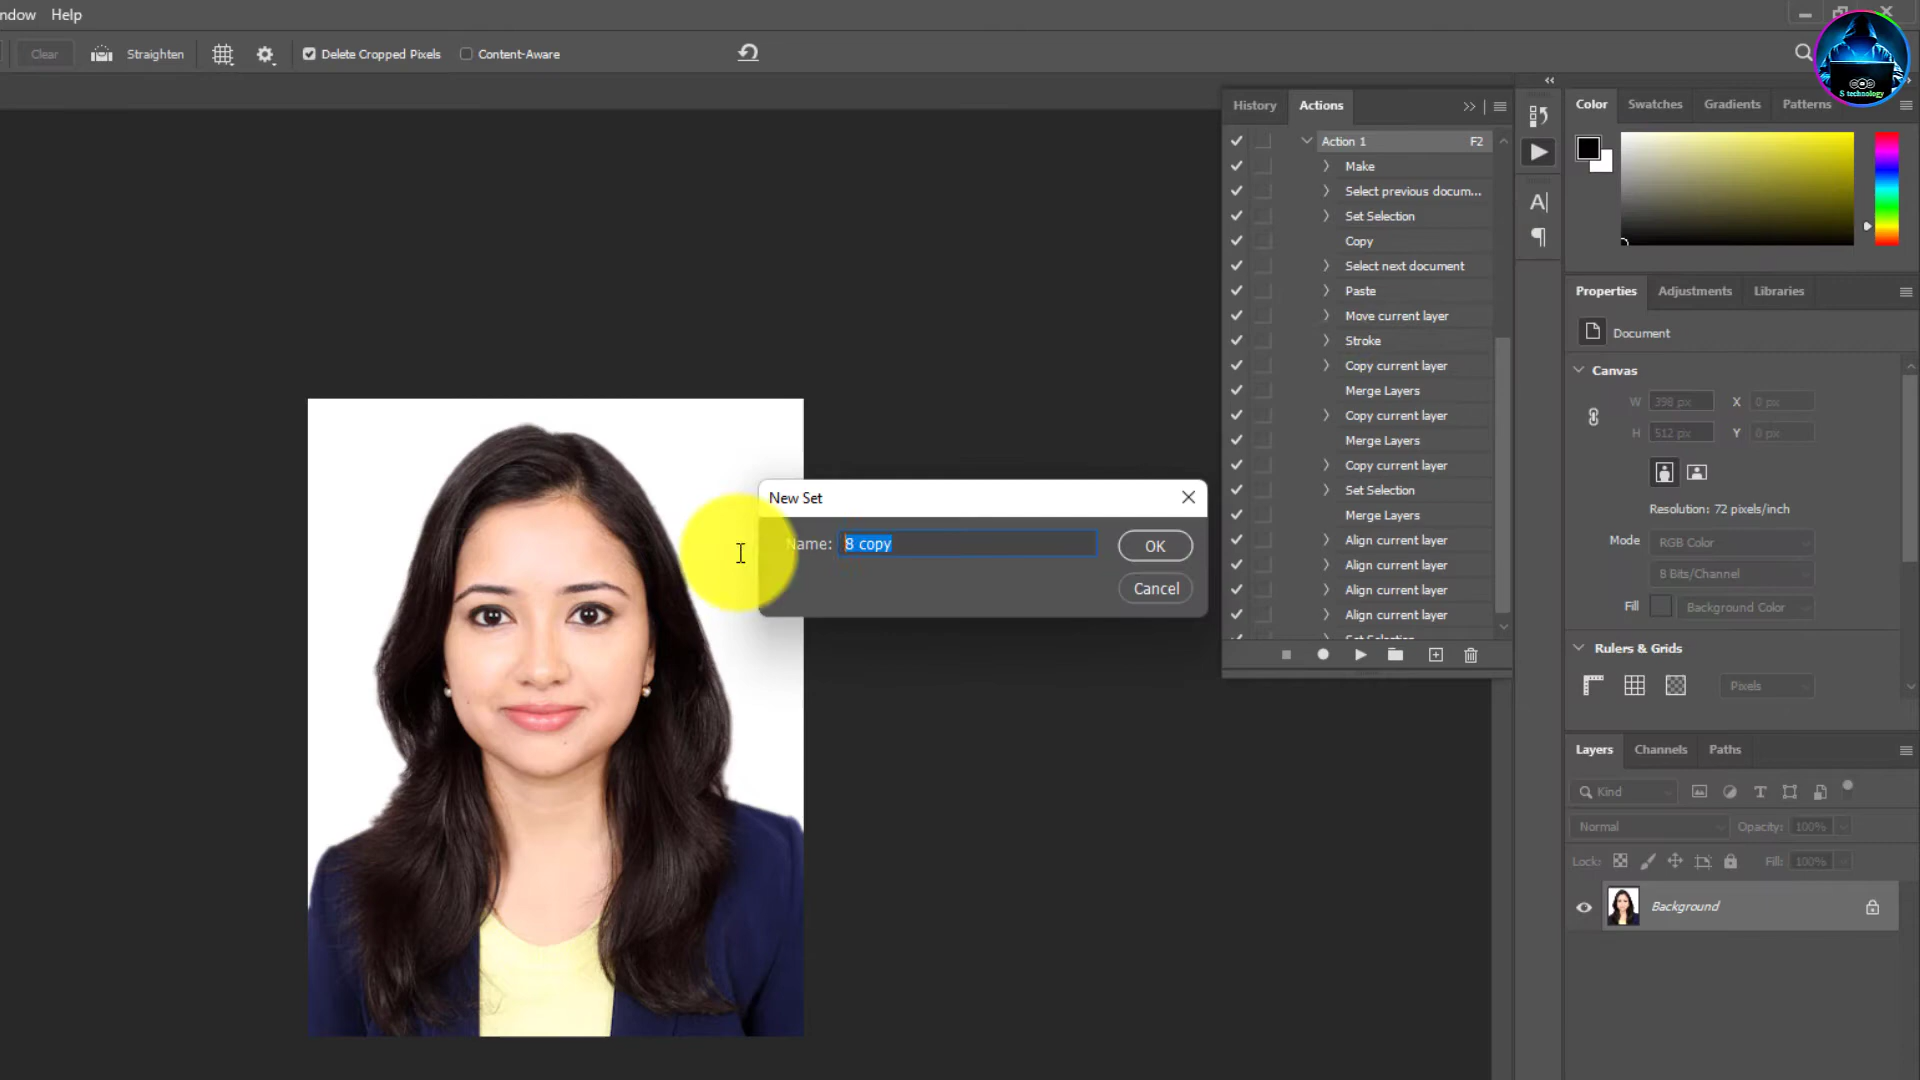 ndow Help
Clear Straighten Delete Cropped Pixels Content-Aware
S technology
History Actions
Color Swatches Gradients Patterns
Action 1 F2
Make
Select previous docum...
Set Selection
Copy
Select next document
Paste
Move current layer
Stroke
Copy current layer
Merge Layers
Copy current layer
Merge Layers
Copy current layer
Set Selection
Merge Layers
Align current layer
Align current layer
Align current layer
Align current layer
Set Selection
New Set
Name: 8 copy
OK
Cancel
Properties Adjustments Libraries
Document
Canvas
W 398 px X 0 px
H 512 px Y 0 px
Resolution: 72 pixels/inch
Mode RGB Color
8 Bits/Channel
Fill Background Color
Rulers & Grids
Pixels
Layers Channels Paths
Kind
Normal Opacity: 100%
Lock: Fill: 100%
Background